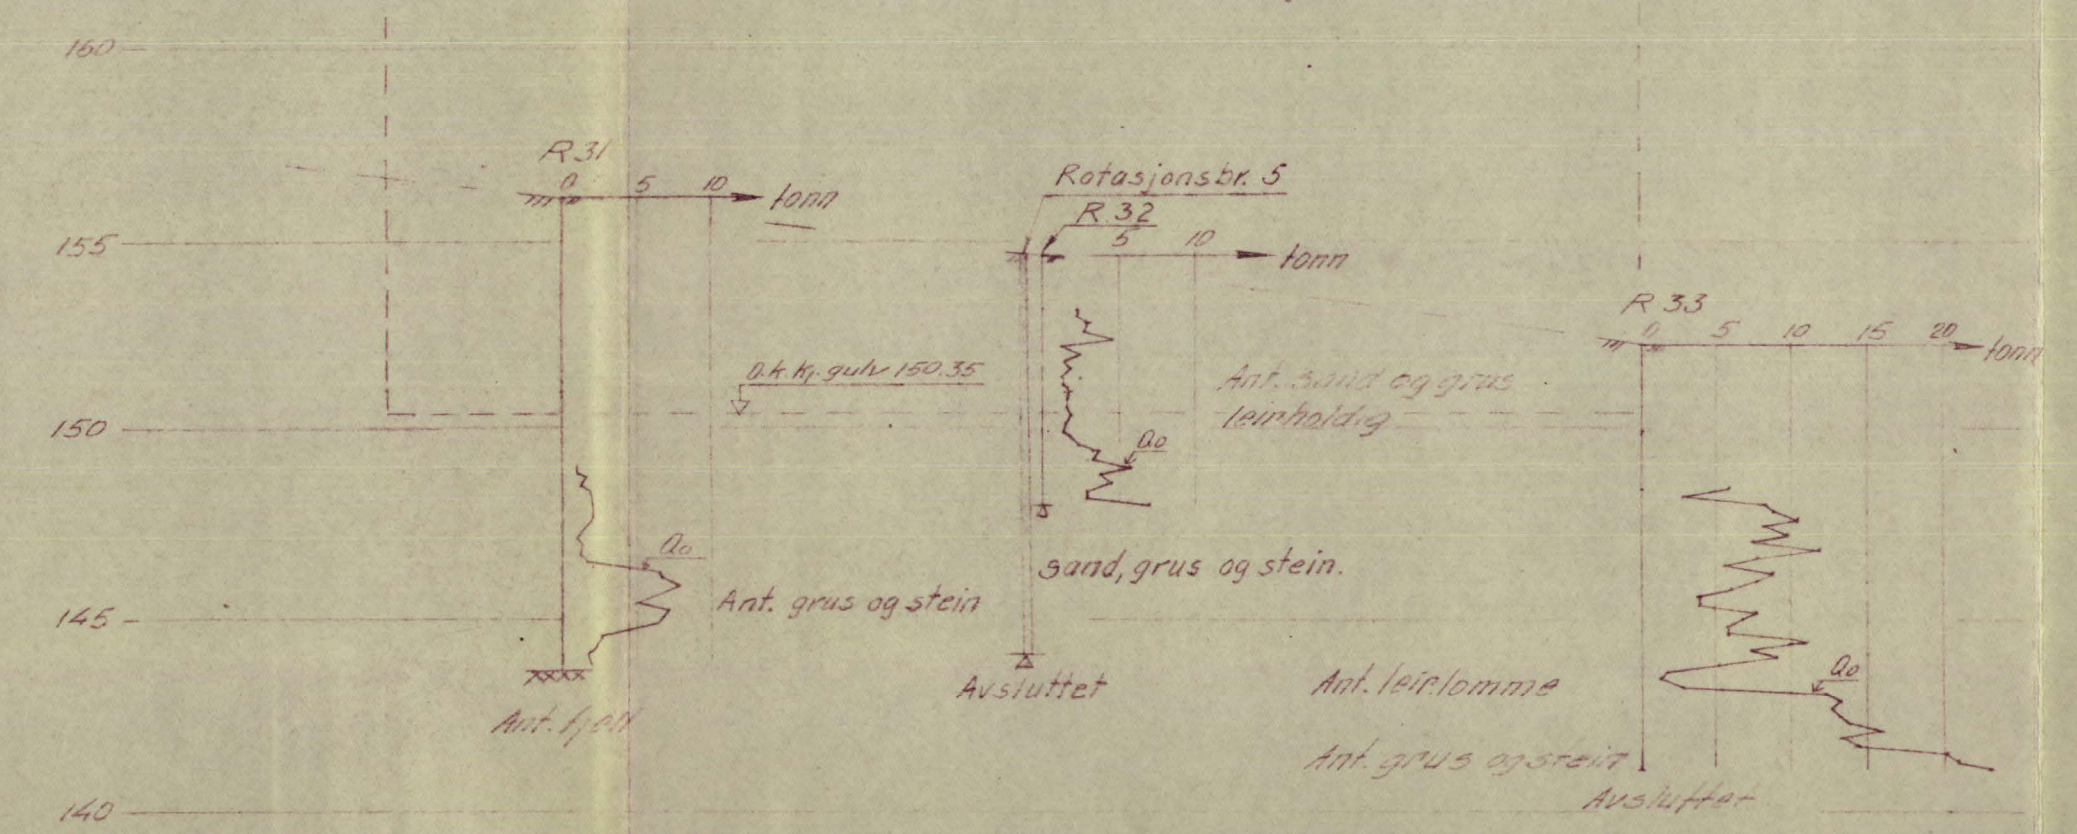 160
R 31
0 5 10 tonn
Rotasjonsbr. 5
R. 32
5 10 tonn
155
R 33
0 5 10 15 20 tonn
O.k. kj. gulv 150.35
Ant. sand og grus
leirholdig
150
Qo
Qo
sand, grus og stein.
Ant. grus og stein
145
Avsluttet
Ant. leirlomme
Qo
Ant. fjell
Ant. grus og stein
Avsluttet
140